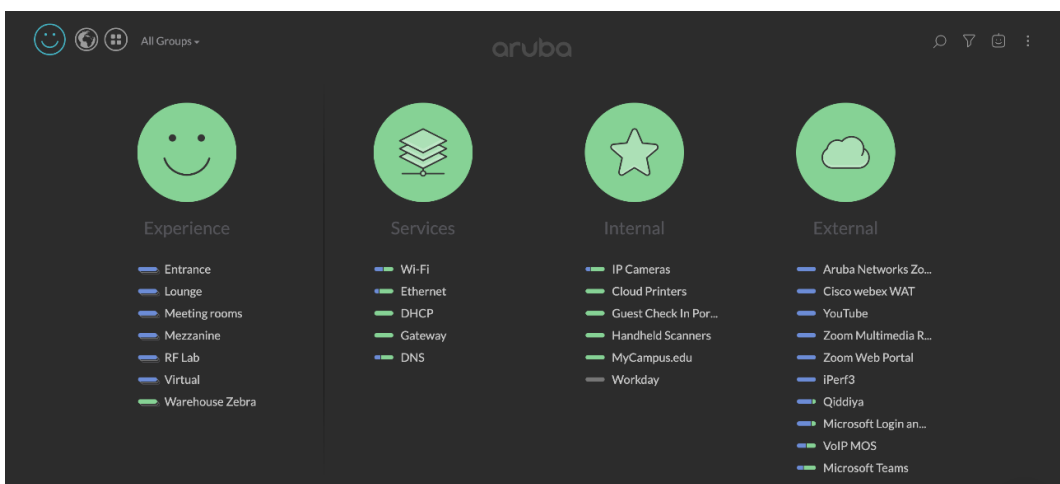 All Groups
aruba
Experience
Entrance
Lounge
Meeting rooms
Mezzanine
RF Lab
Virtual
Warehouse Zebra
Services
Wi-Fi
Ethernet
DHCP
Gateway
DNS
Internal
IP Cameras
Cloud Printers
Guest Check In Por...
Handheld Scanners
MyCampus.edu
Workday
External
Aruba Networks Zo...
Cisco webex WAT
YouTube
Zoom Multimedia R...
Zoom Web Portal
iPerf3
Qiddiya
Microsoft Login an...
VoIP MOS
Microsoft Teams